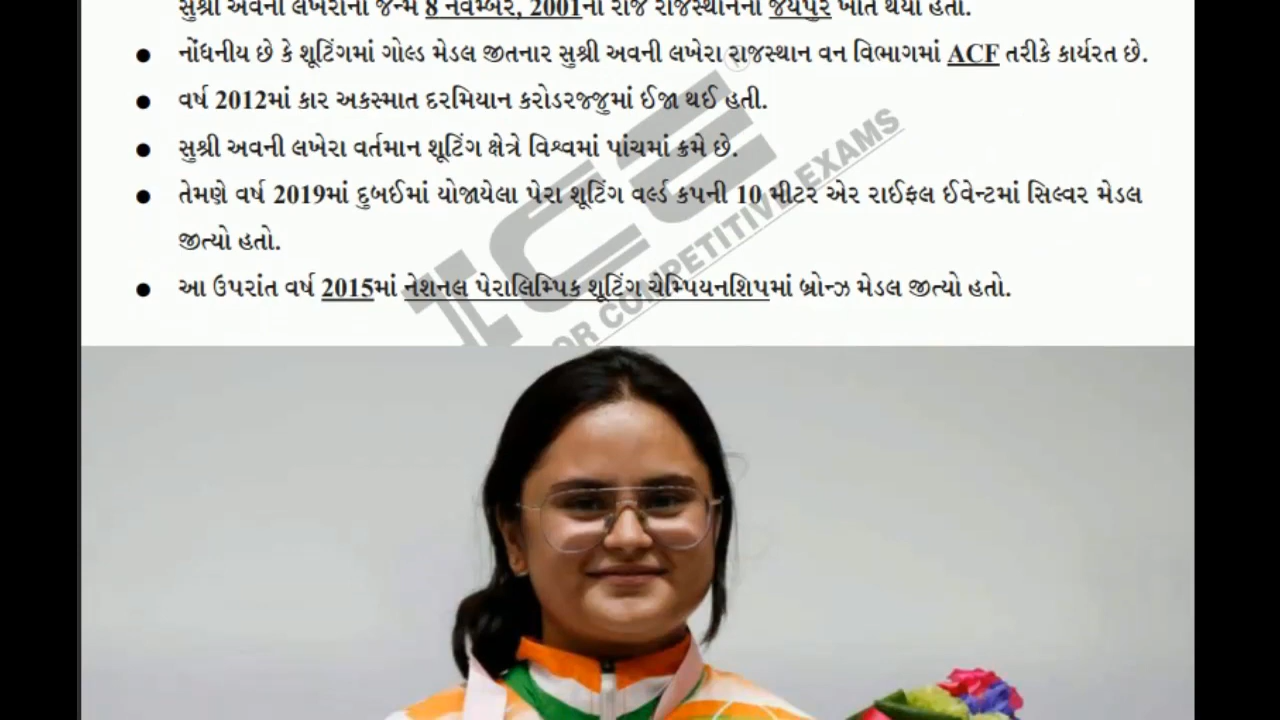 સુશ્રી અવની લખેરાનો જન્મ 8 નવેમ્બર, 2001ના રોજ રાજસ્થાનના જયપુર ખાતે થયો હતો.
● નોંધનીય છે કે શૂટિંગમાં ગોલ્ડ મેડલ જીતનાર સુશ્રી અવની લખેરા રાજસ્થાન વન વિભાગમાં ACF તરીકે કાર્યરત છે.
● વર્ષ 2012માં કાર અકસ્માત દરમિયાન કરોડરજ્જુમાં ઈજા થઈ હતી.
● સુશ્રી અવની લખેરા વર્તમાન શૂટિંગ ક્ષેત્રે વિશ્વમાં પાંચમાં ક્રમે છે.
● તેમણે વર્ષ 2019માં દુબઈમાં યોજાયેલા પેરા શૂટિંગ વર્લ્ડ કપની 10 મીટર એર રાઈફલ ઈવેન્ટમાં સિલ્વર મેડલ
જીત્યો હતો.
● આ ઉપરાંત વર્ષ 2015માં નેશનલ પેરાલિમ્પિક શૂટિંગ ચેમ્પિયનશિપમાં બ્રોન્ઝ મેડલ જીત્યો હતો.
ICE®
FOR COMPETITIVE EXAMS